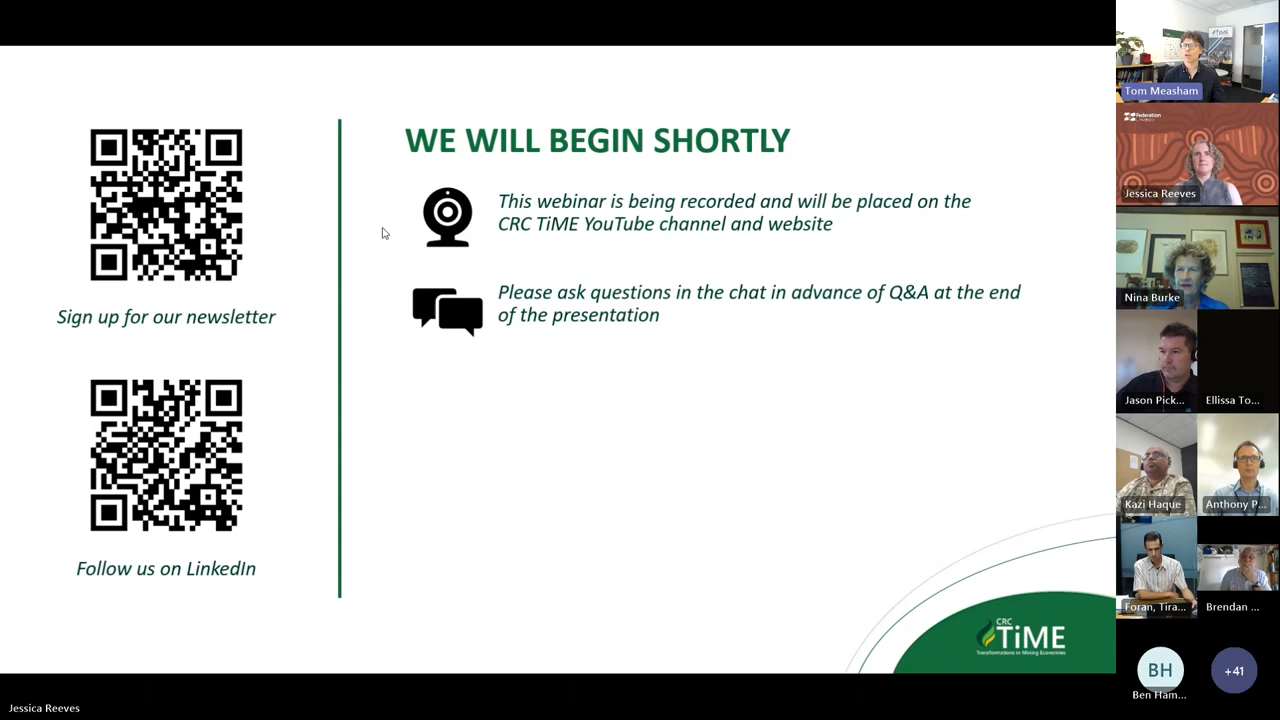 WE WILL BEGIN SHORTLY
This webinar is being recorded and will be placed on the
CRC TiME YouTube channel and website
Please ask questions in the chat in advance of Q&A at the end
of the presentation
Sign up for our newsletter
Follow us on LinkedIn
CRC
TiME
Transformations in Mining Economies
Jessica Reeves
TiME
Tom Measham
Federation
University
Jessica Reeves
Nina Burke
Jason Pick...
Ellissa To...
Kazi Haque
Anthony P...
Foran, Tira...
Brendan ...
BH
Ben Ham...
+41